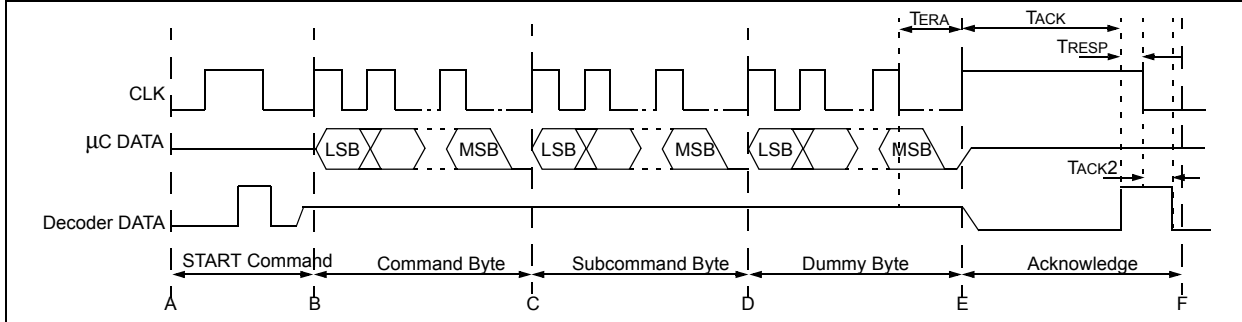 TERA
TACK
TRESP
CLK
µC DATA
LSB
MSB
LSB
MSB
LSB
MSB
TACK2
Decoder DATA
START Command
Command Byte
Subcommand Byte
Dummy Byte
Acknowledge
A
B
C
D
E
F